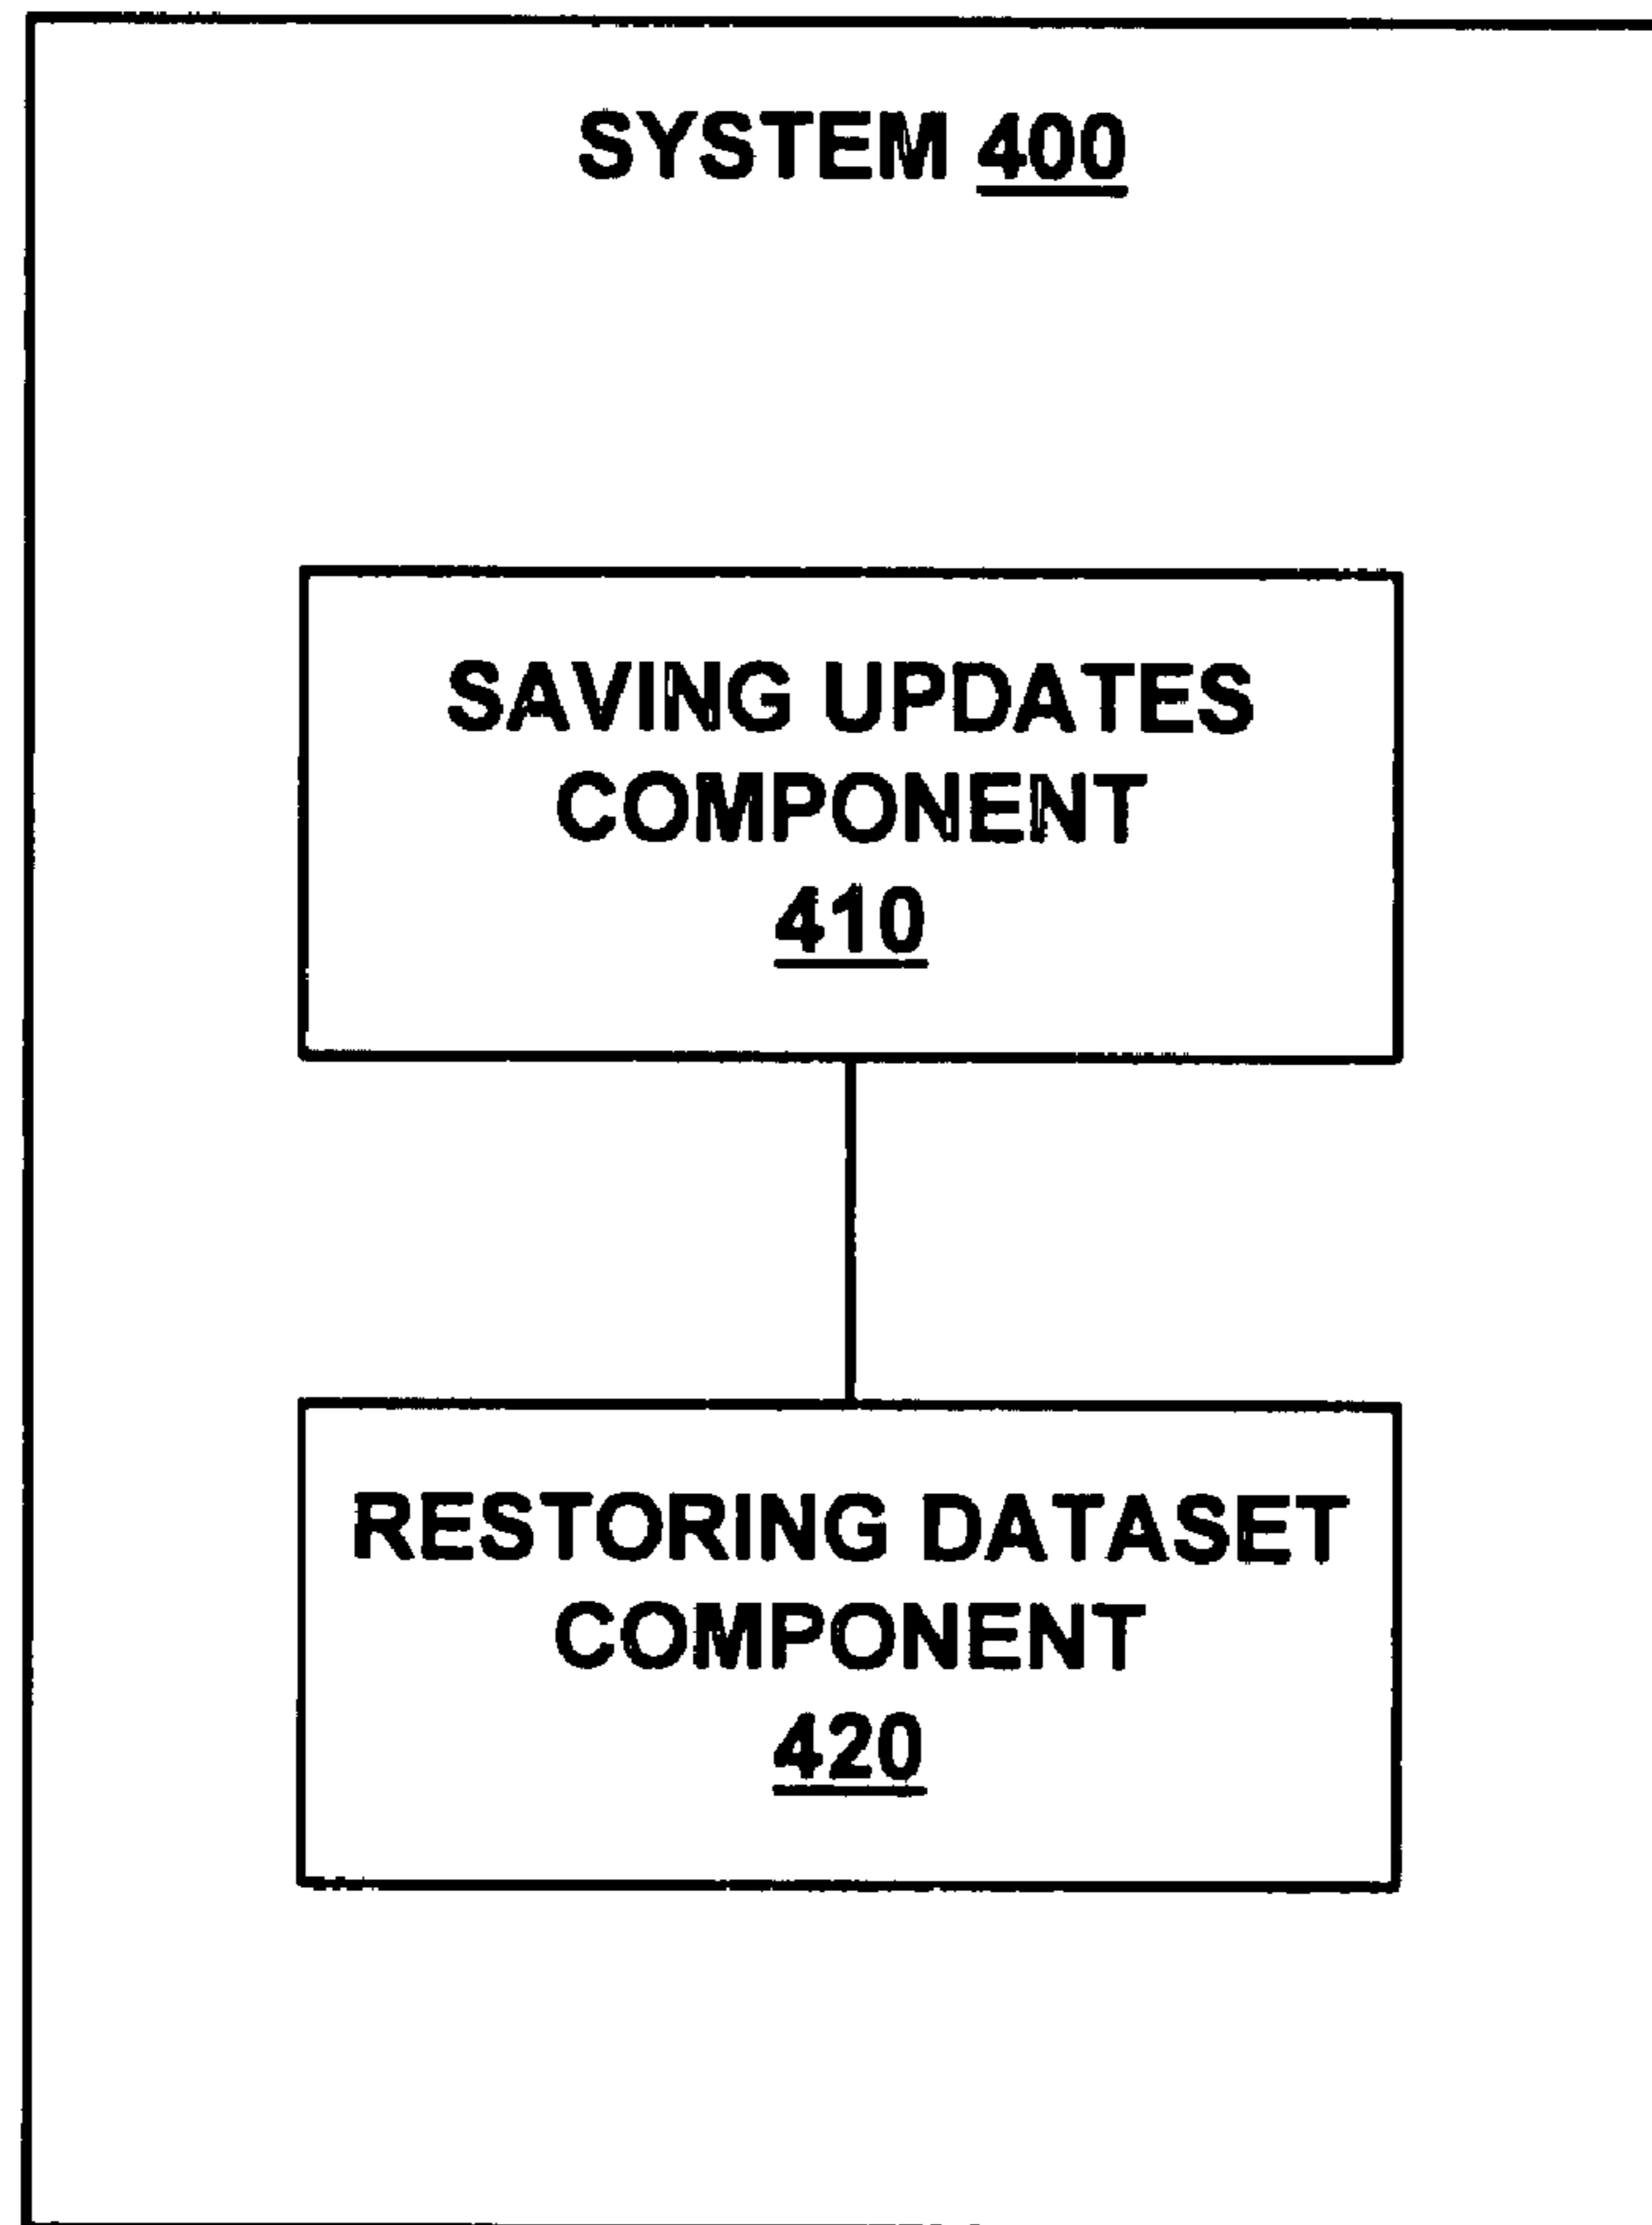 SYSTEM 400
SAVING UPDATES
COMPONENT
410
RESTORING DATASET
COMPONENT
420